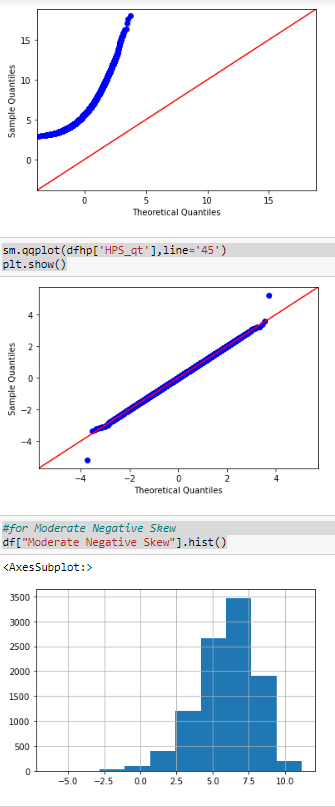 15
10
5
0
Sample Quantiles
0 5 10 15
Theoretical Quantiles
sm.qqplot(dfhp['HPS_qt'],line='45')
plt.show()
4
2
0
−2
−4
Sample Quantiles
−4 −2 0 2 4
Theoretical Quantiles
#for Moderate Negative Skew
df["Moderate Negative Skew"].hist()
<AxesSubplot:>
3500
3000
2500
2000
1500
1000
500
0
−5.0 −2.5 0.0 2.5 5.0 7.5 10.0